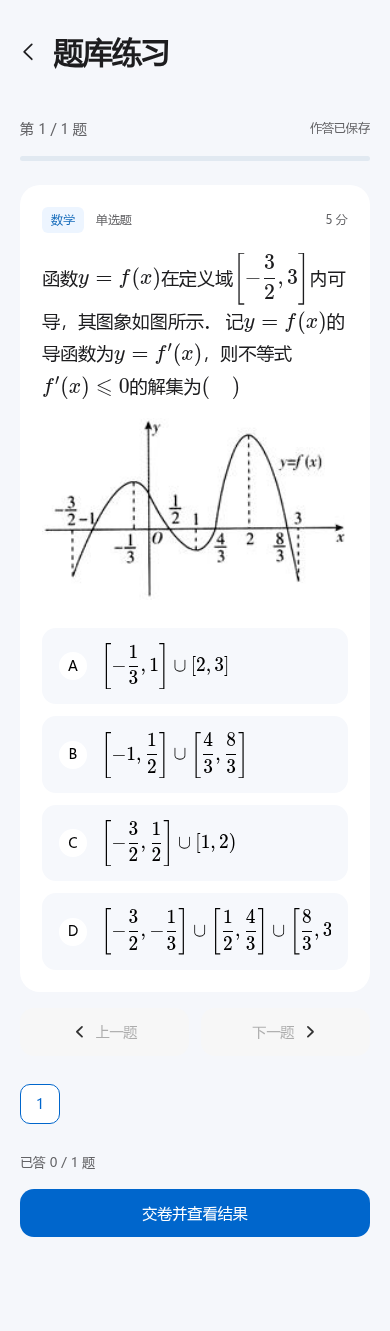 题库练习
第 1 / 1 题
作答已保存
数学
单选题
5 分
函数y = f(x)在定义域[-3/2, 3]内可
导，其图象如图所示． 记y = f(x)的
导函数为y = f′(x)，则不等式
f′(x) ⩽ 0的解集为( )
y
y=f(x)
-3/2
-1
1/2
1
3
-1/3
O
4/3
2
8/3
x
A [-1/3, 1] ∪ [2, 3]
B [-1, 1/2] ∪ [4/3, 8/3]
C [-3/2, 1/2] ∪ [1, 2)
D [-3/2, -1/3] ∪ [1/2, 4/3] ∪ [8/3, 3
上一题
下一题
1
已答 0 / 1 题
交卷并查看结果